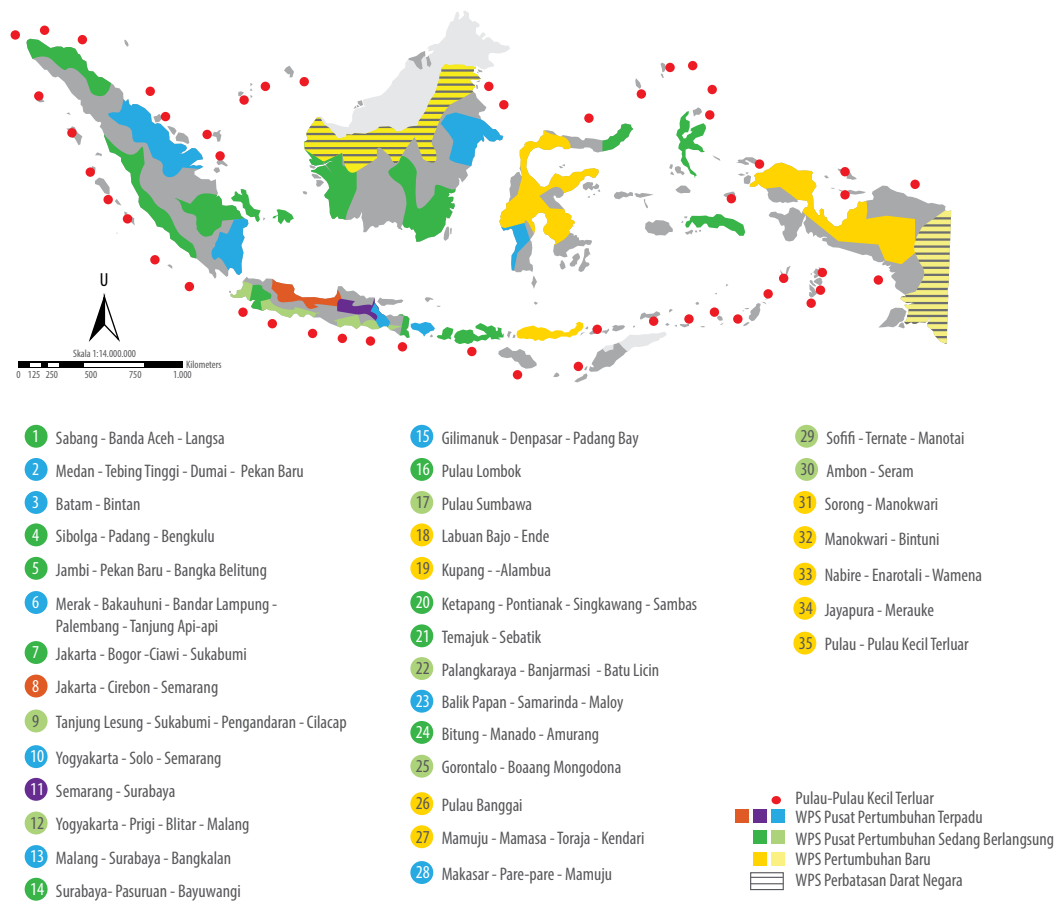 U
Skala 1:14.000.000
Kilometers
0 125 250 500 750 1.000
1 Sabang - Banda Aceh - Langsa
2 Medan - Tebing Tinggi - Dumai - Pekan Baru
3 Batam - Bintan
4 Sibolga - Padang - Bengkulu
5 Jambi - Pekan Baru - Bangka Belitung
6 Merak - Bakauhuni - Bandar Lampung -
Palembang - Tanjung Api-api
7 Jakarta - Bogor -Ciawi - Sukabumi
8 Jakarta - Cirebon - Semarang
9 Tanjung Lesung - Sukabumi - Pengandaran - Cilacap
10 Yogyakarta - Solo - Semarang
11 Semarang - Surabaya
12 Yogyakarta - Prigi - Blitar - Malang
13 Malang - Surabaya - Bangkalan
14 Surabaya- Pasuruan - Bayuwangi
15 Gilimanuk - Denpasar - Padang Bay
16 Pulau Lombok
17 Pulau Sumbawa
18 Labuan Bajo - Ende
19 Kupang - -Alambua
20 Ketapang - Pontianak - Singkawang - Sambas
21 Temajuk - Sebatik
22 Palangkaraya - Banjarmasi - Batu Licin
23 Balik Papan - Samarinda - Maloy
24 Bitung - Manado - Amurang
25 Gorontalo - Boaang Mongodona
26 Pulau Banggai
27 Mamuju - Mamasa - Toraja - Kendari
28 Makasar - Pare-pare - Mamuju
29 Sofifi - Ternate - Manotai
30 Ambon - Seram
31 Sorong - Manokwari
32 Manokwari - Bintuni
33 Nabire - Enarotali - Wamena
34 Jayapura - Merauke
35 Pulau - Pulau Kecil Terluar
Pulau-Pulau Kecil Terluar
WPS Pusat Pertumbuhan Terpadu
WPS Pusat Pertumbuhan Sedang Berlangsung
WPS Pertumbuhan Baru
WPS Perbatasan Darat Negara